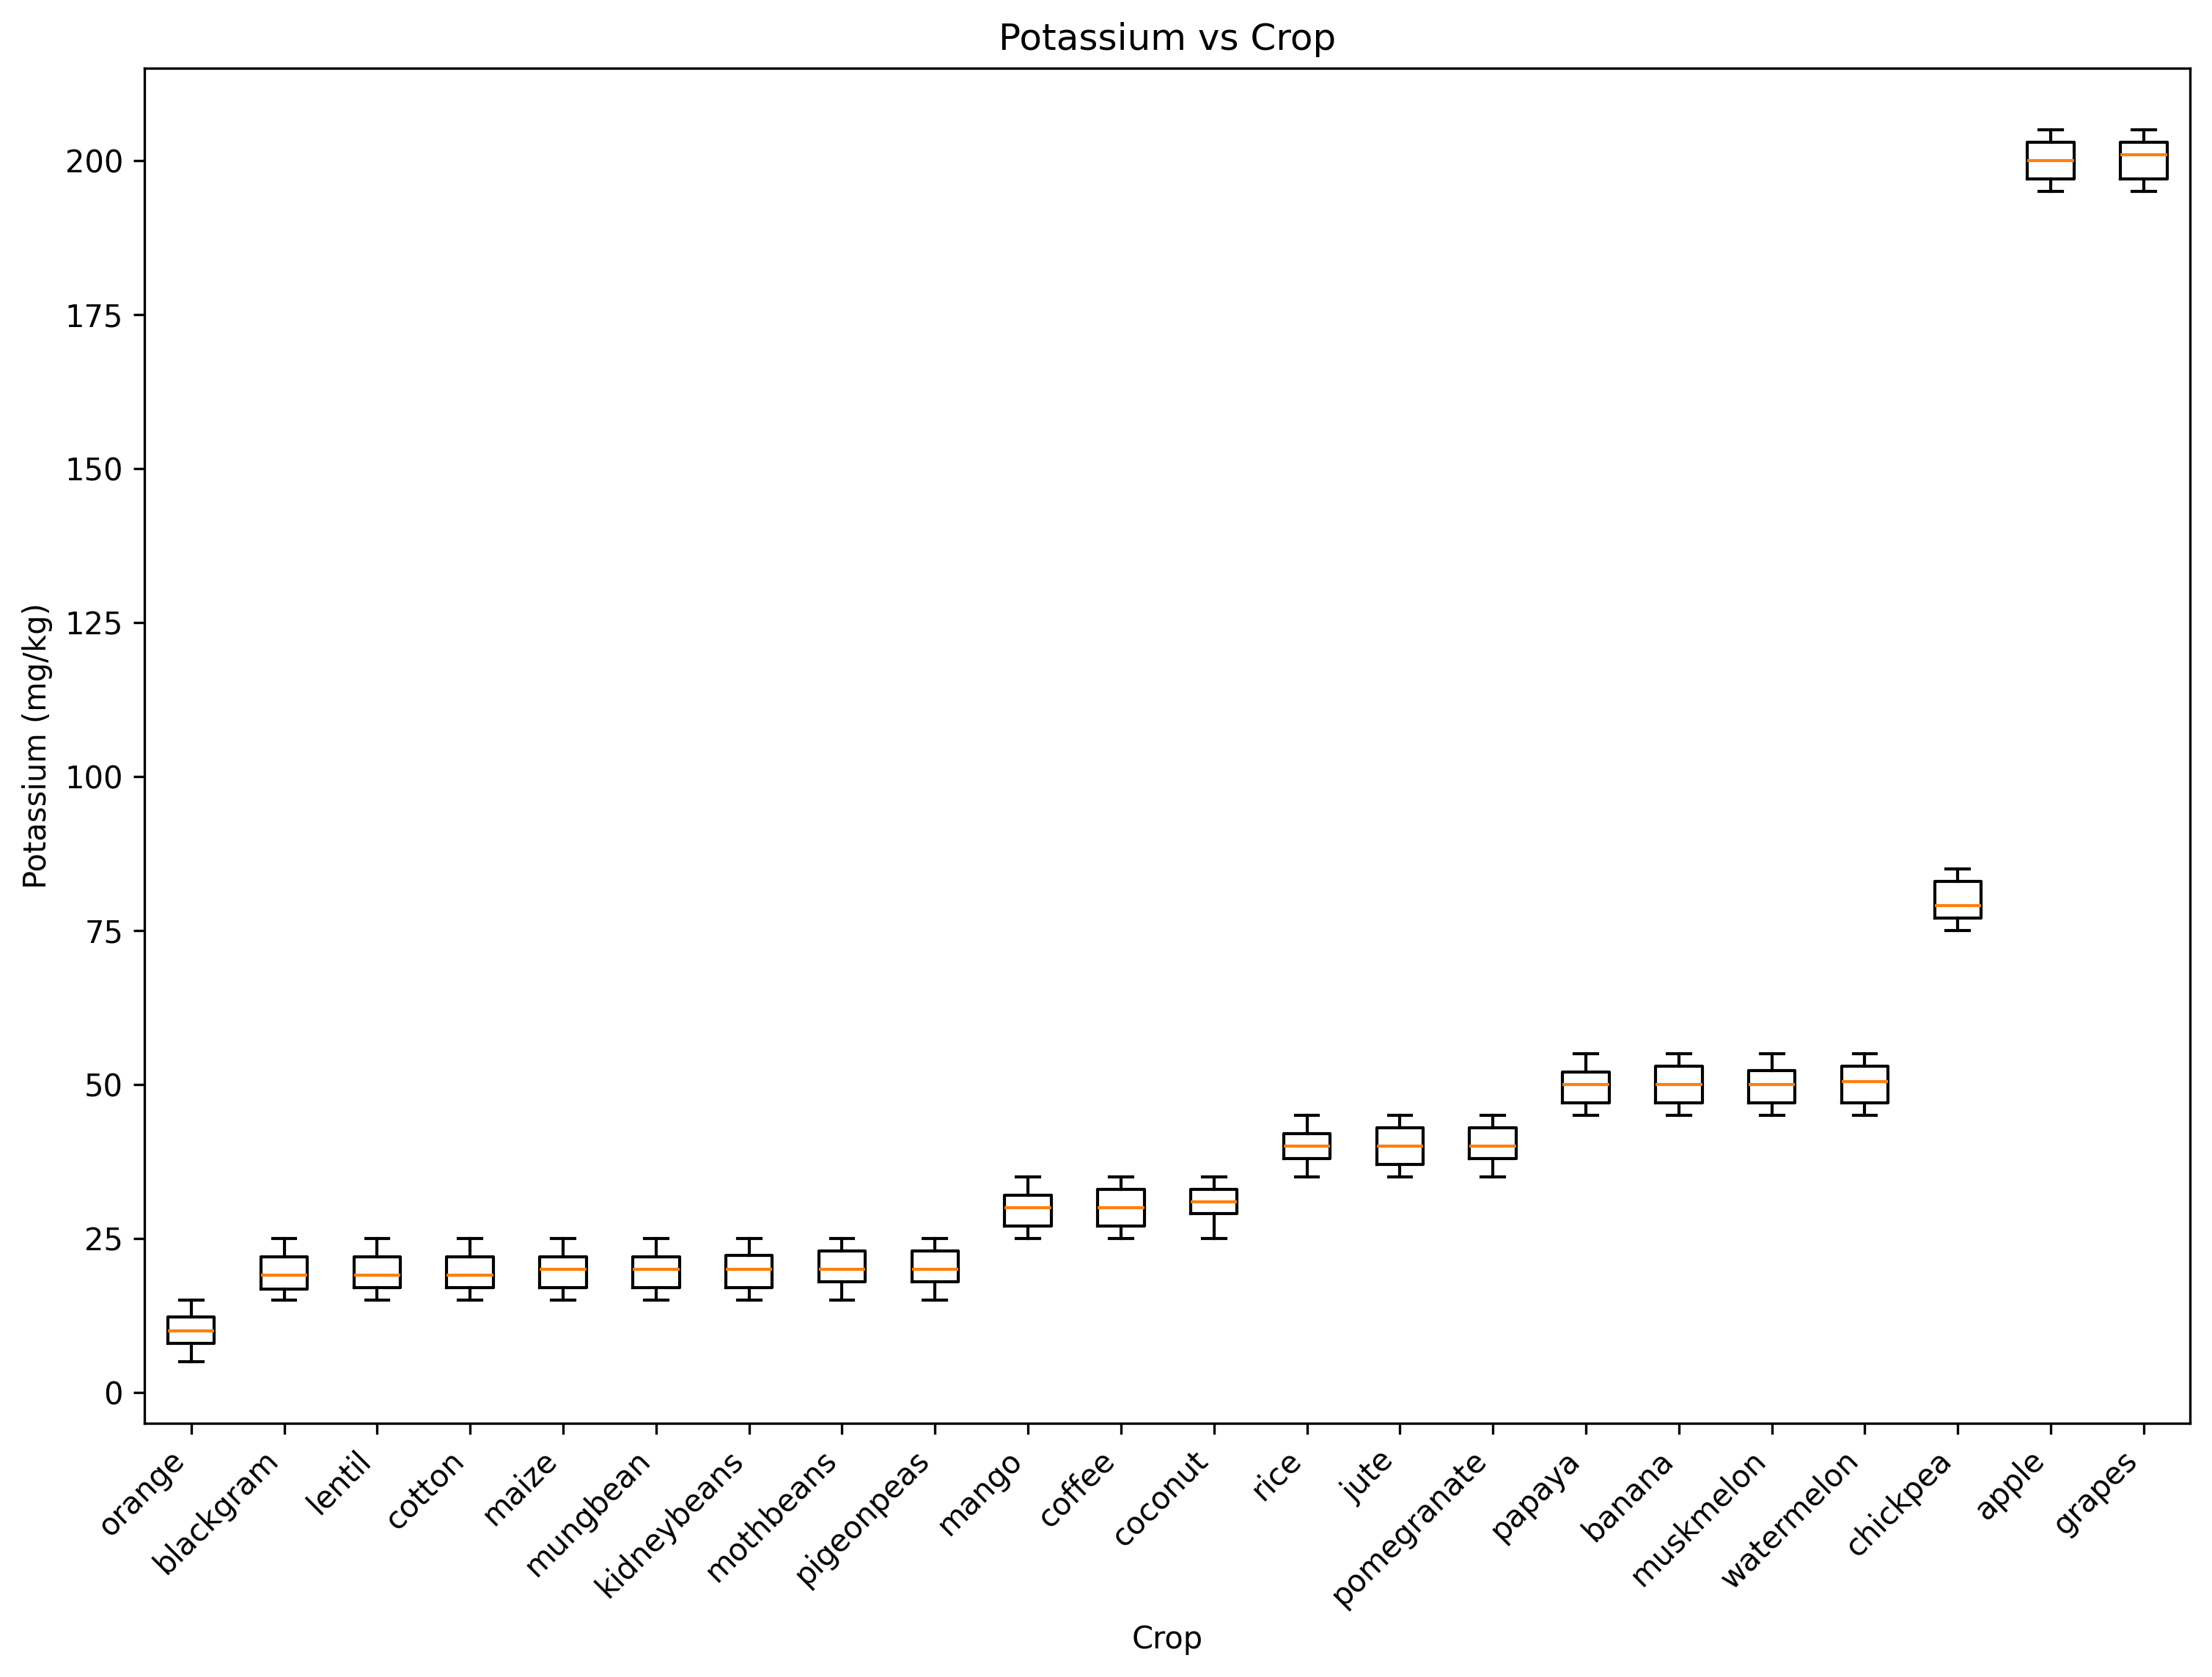 Potassium vs Crop
Potassium (mg/kg)
200
175
150
125
100
75
50
25
0
orange
blackgram
lentil
cotton
maize
mungbean
kidneybeans
mothbeans
pigeonpeas
mango
coffee
coconut
rice
jute
pomegranate
papaya
banana
muskmelon
watermelon
chickpea
apple
grapes
Crop